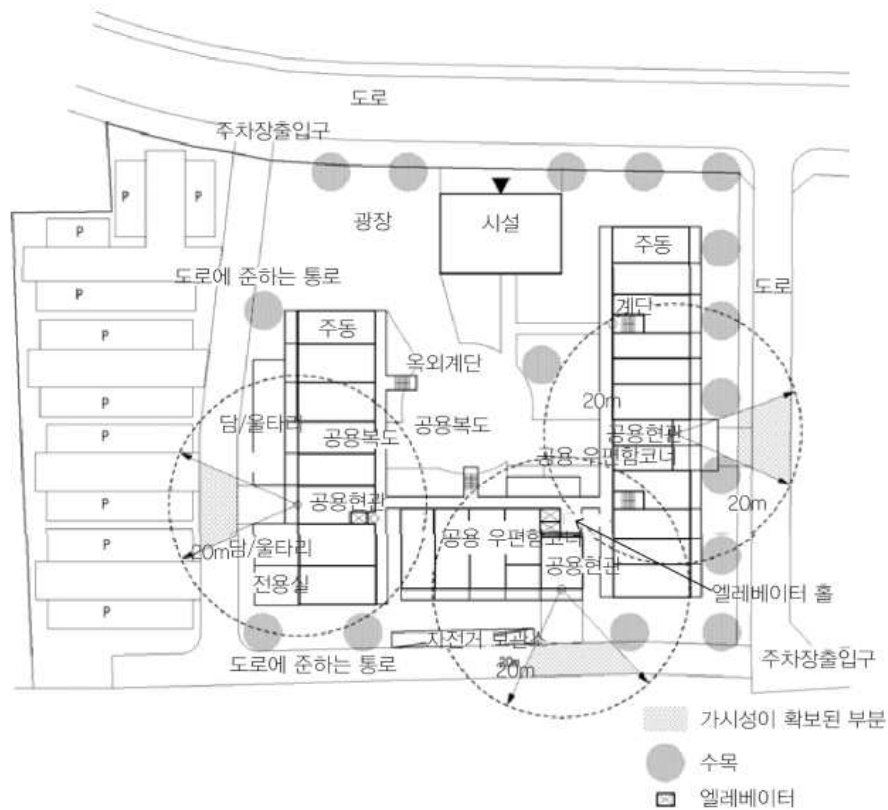 도로
주차장출입구
P
P
P
광장
시설
주동
도로에 준하는 통로
도로
P
계단
주동
P
옥외계단
20m
담/울타리
공용복도
공용복도
공용현관
P
공용 우편함코너
P
공용현관
20m
P
공용 우편함코너
20m
담/울타리
공용현관
P
전용실
엘레베이터 홀
P
자전거 보관소
도로에 준하는 통로
20m
주차장출입구
가시성이 확보된 부분
수목
엘레베이터